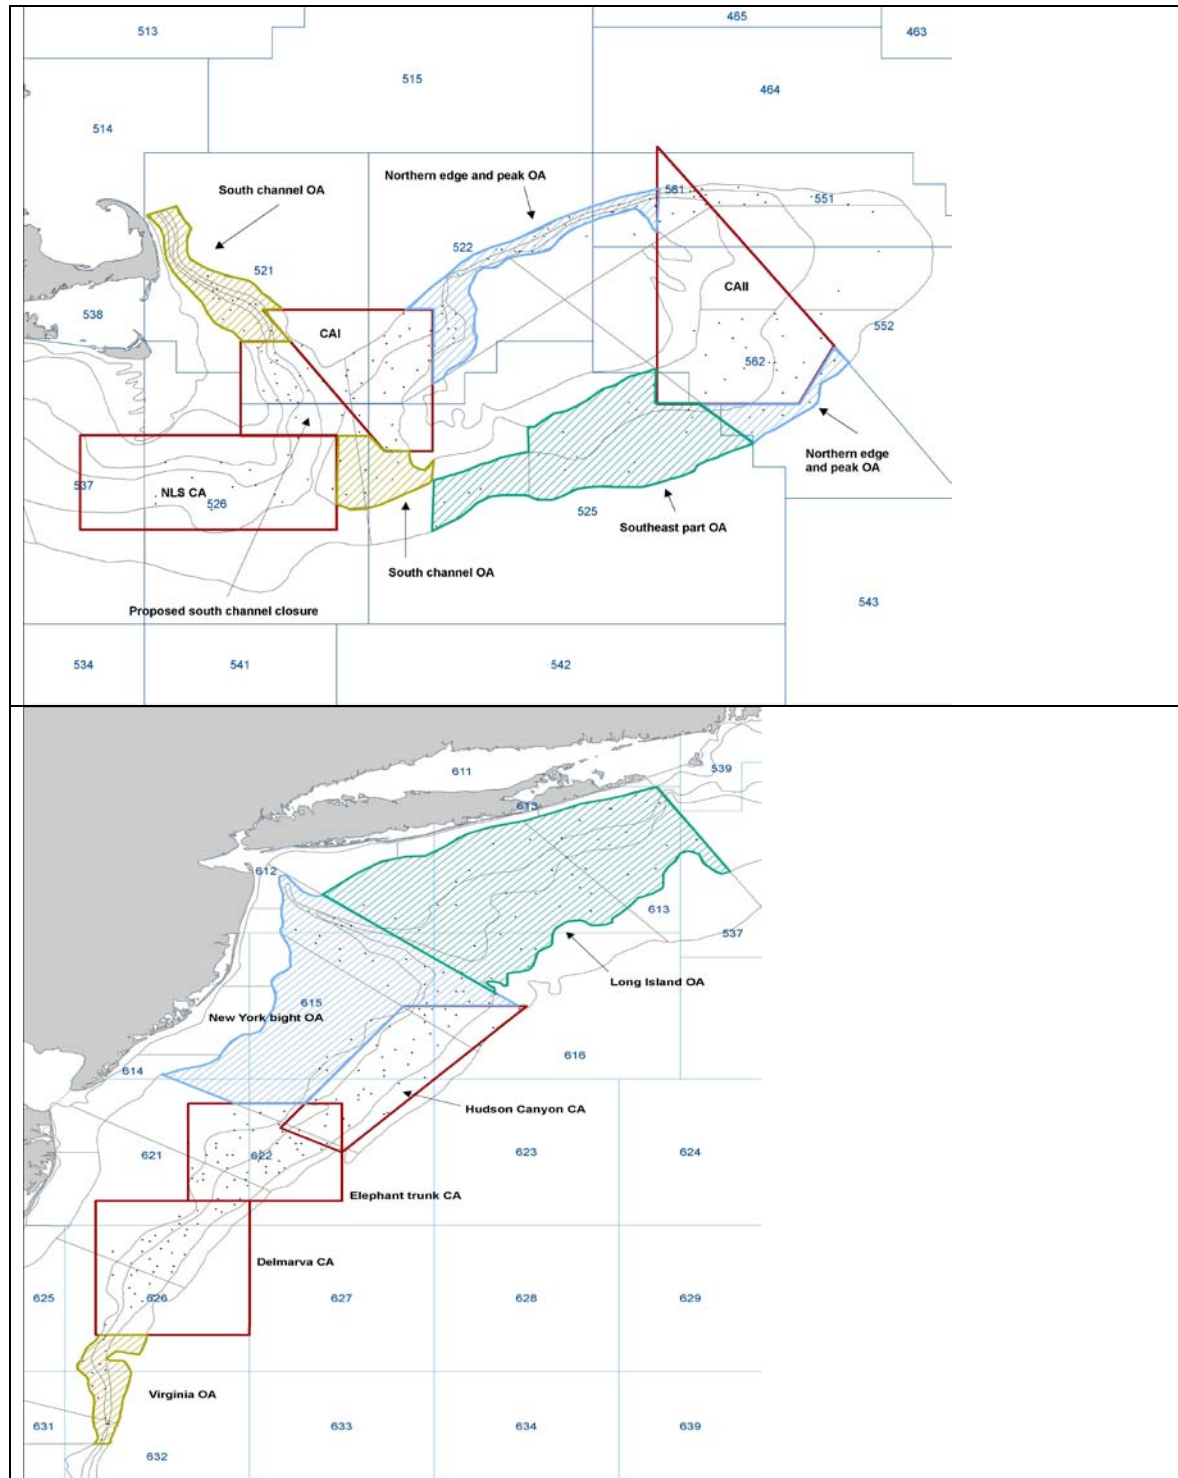 513
465
463
515
464
514
South channel OA
Northern edge and peak OA
561
551
522
521
CAII
538
CAI
552
562
Northern edge
and peak OA
537
NLS CA
526
525
Southeast part OA
South channel OA
Proposed south channel closure
543
534
541
542
611
539
613
612
613
537
Long Island OA
615
New York bight OA
616
614
Hudson Canyon CA
621
622
623
624
Elephant trunk CA
Delmarva CA
625
626
627
628
629
Virginia OA
631
633
634
639
632